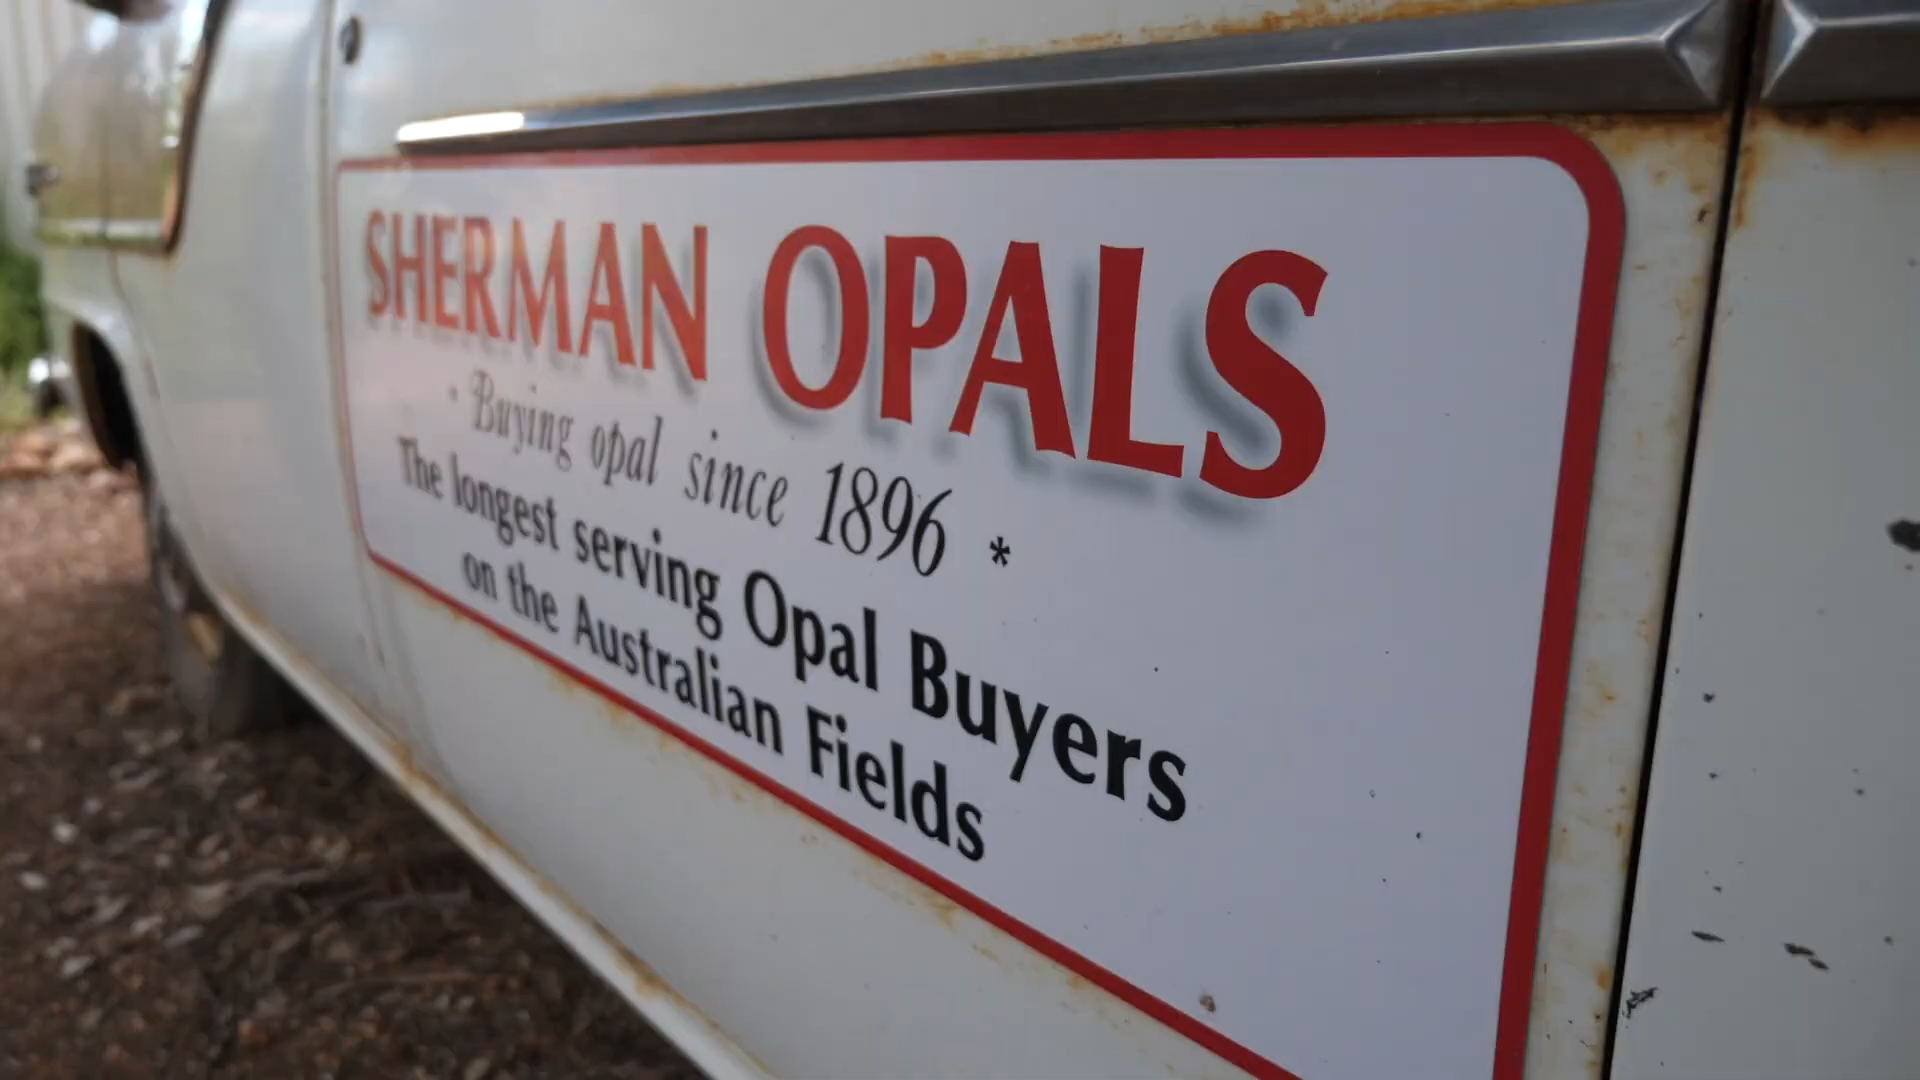 SHERMAN OPALS
* Buying opal since 1896 *
The longest serving Opal Buyers
on the Australian Fields